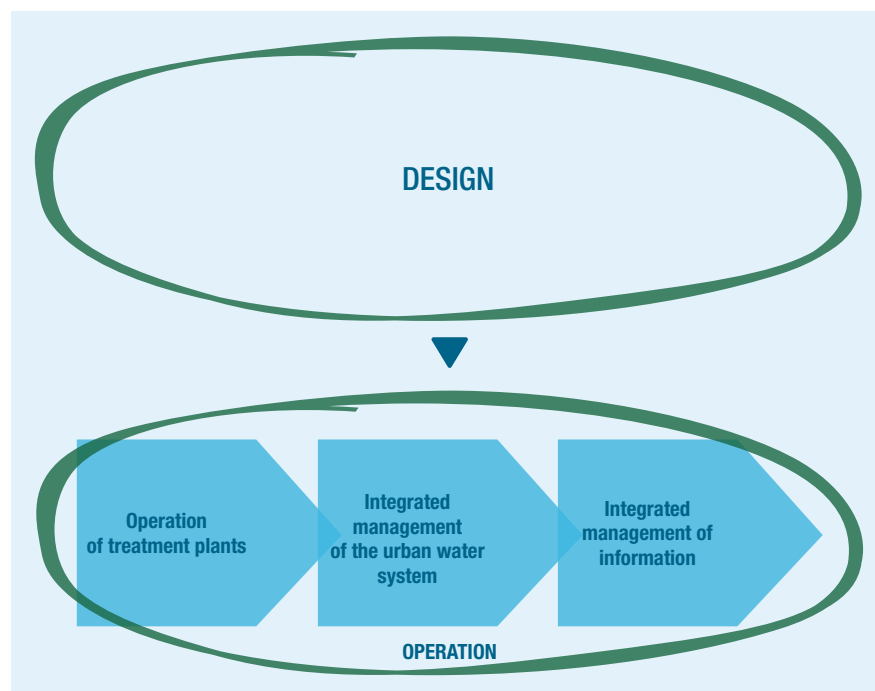 DESIGN
Operation
of treatment plants
Integrated
management
of the urban water
system
Integrated
management of
information
OPERATION